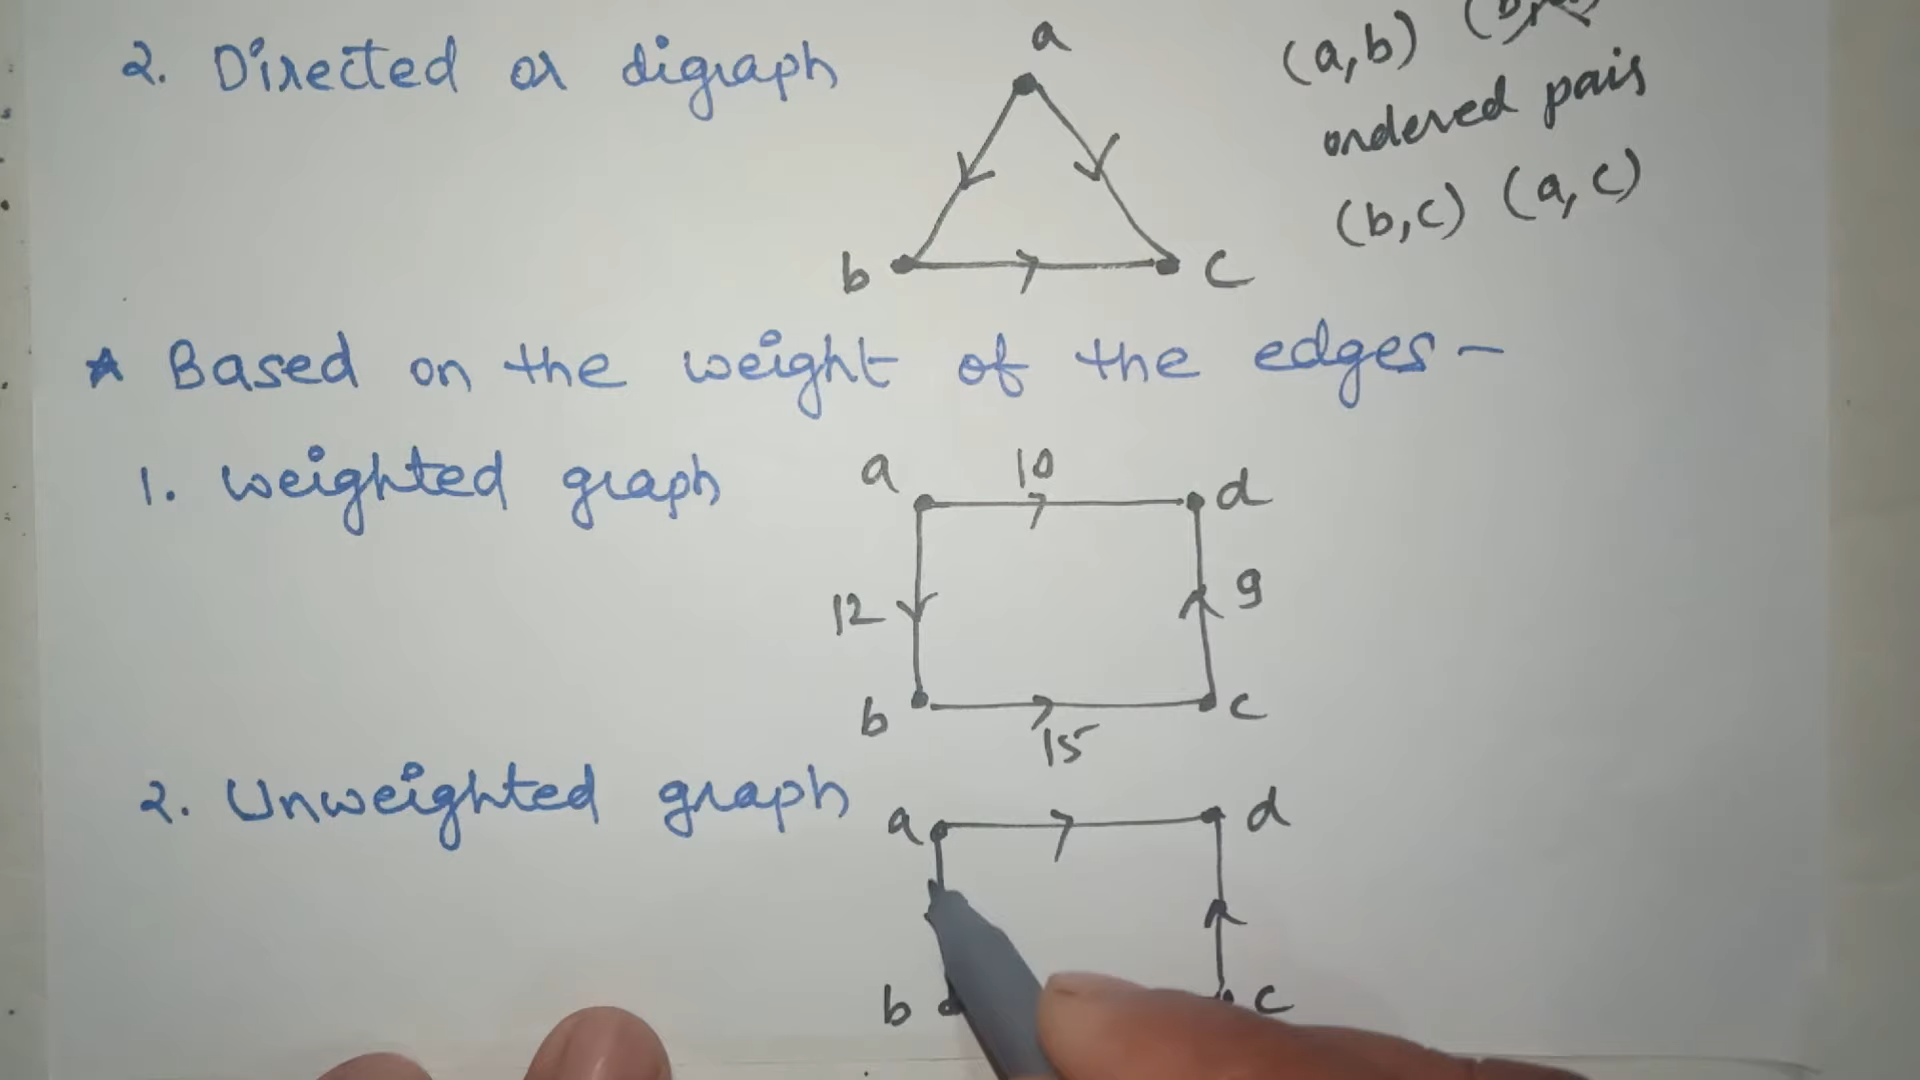 2. Directed or digraph
a
b
c
(a,b)
ordered pair
(b,c) (a,c)
* Based on the weight of the edges-
1. weighted graph
a
10
d
12
9
b
15
c
2. Unweighted graph
a
d
b
c